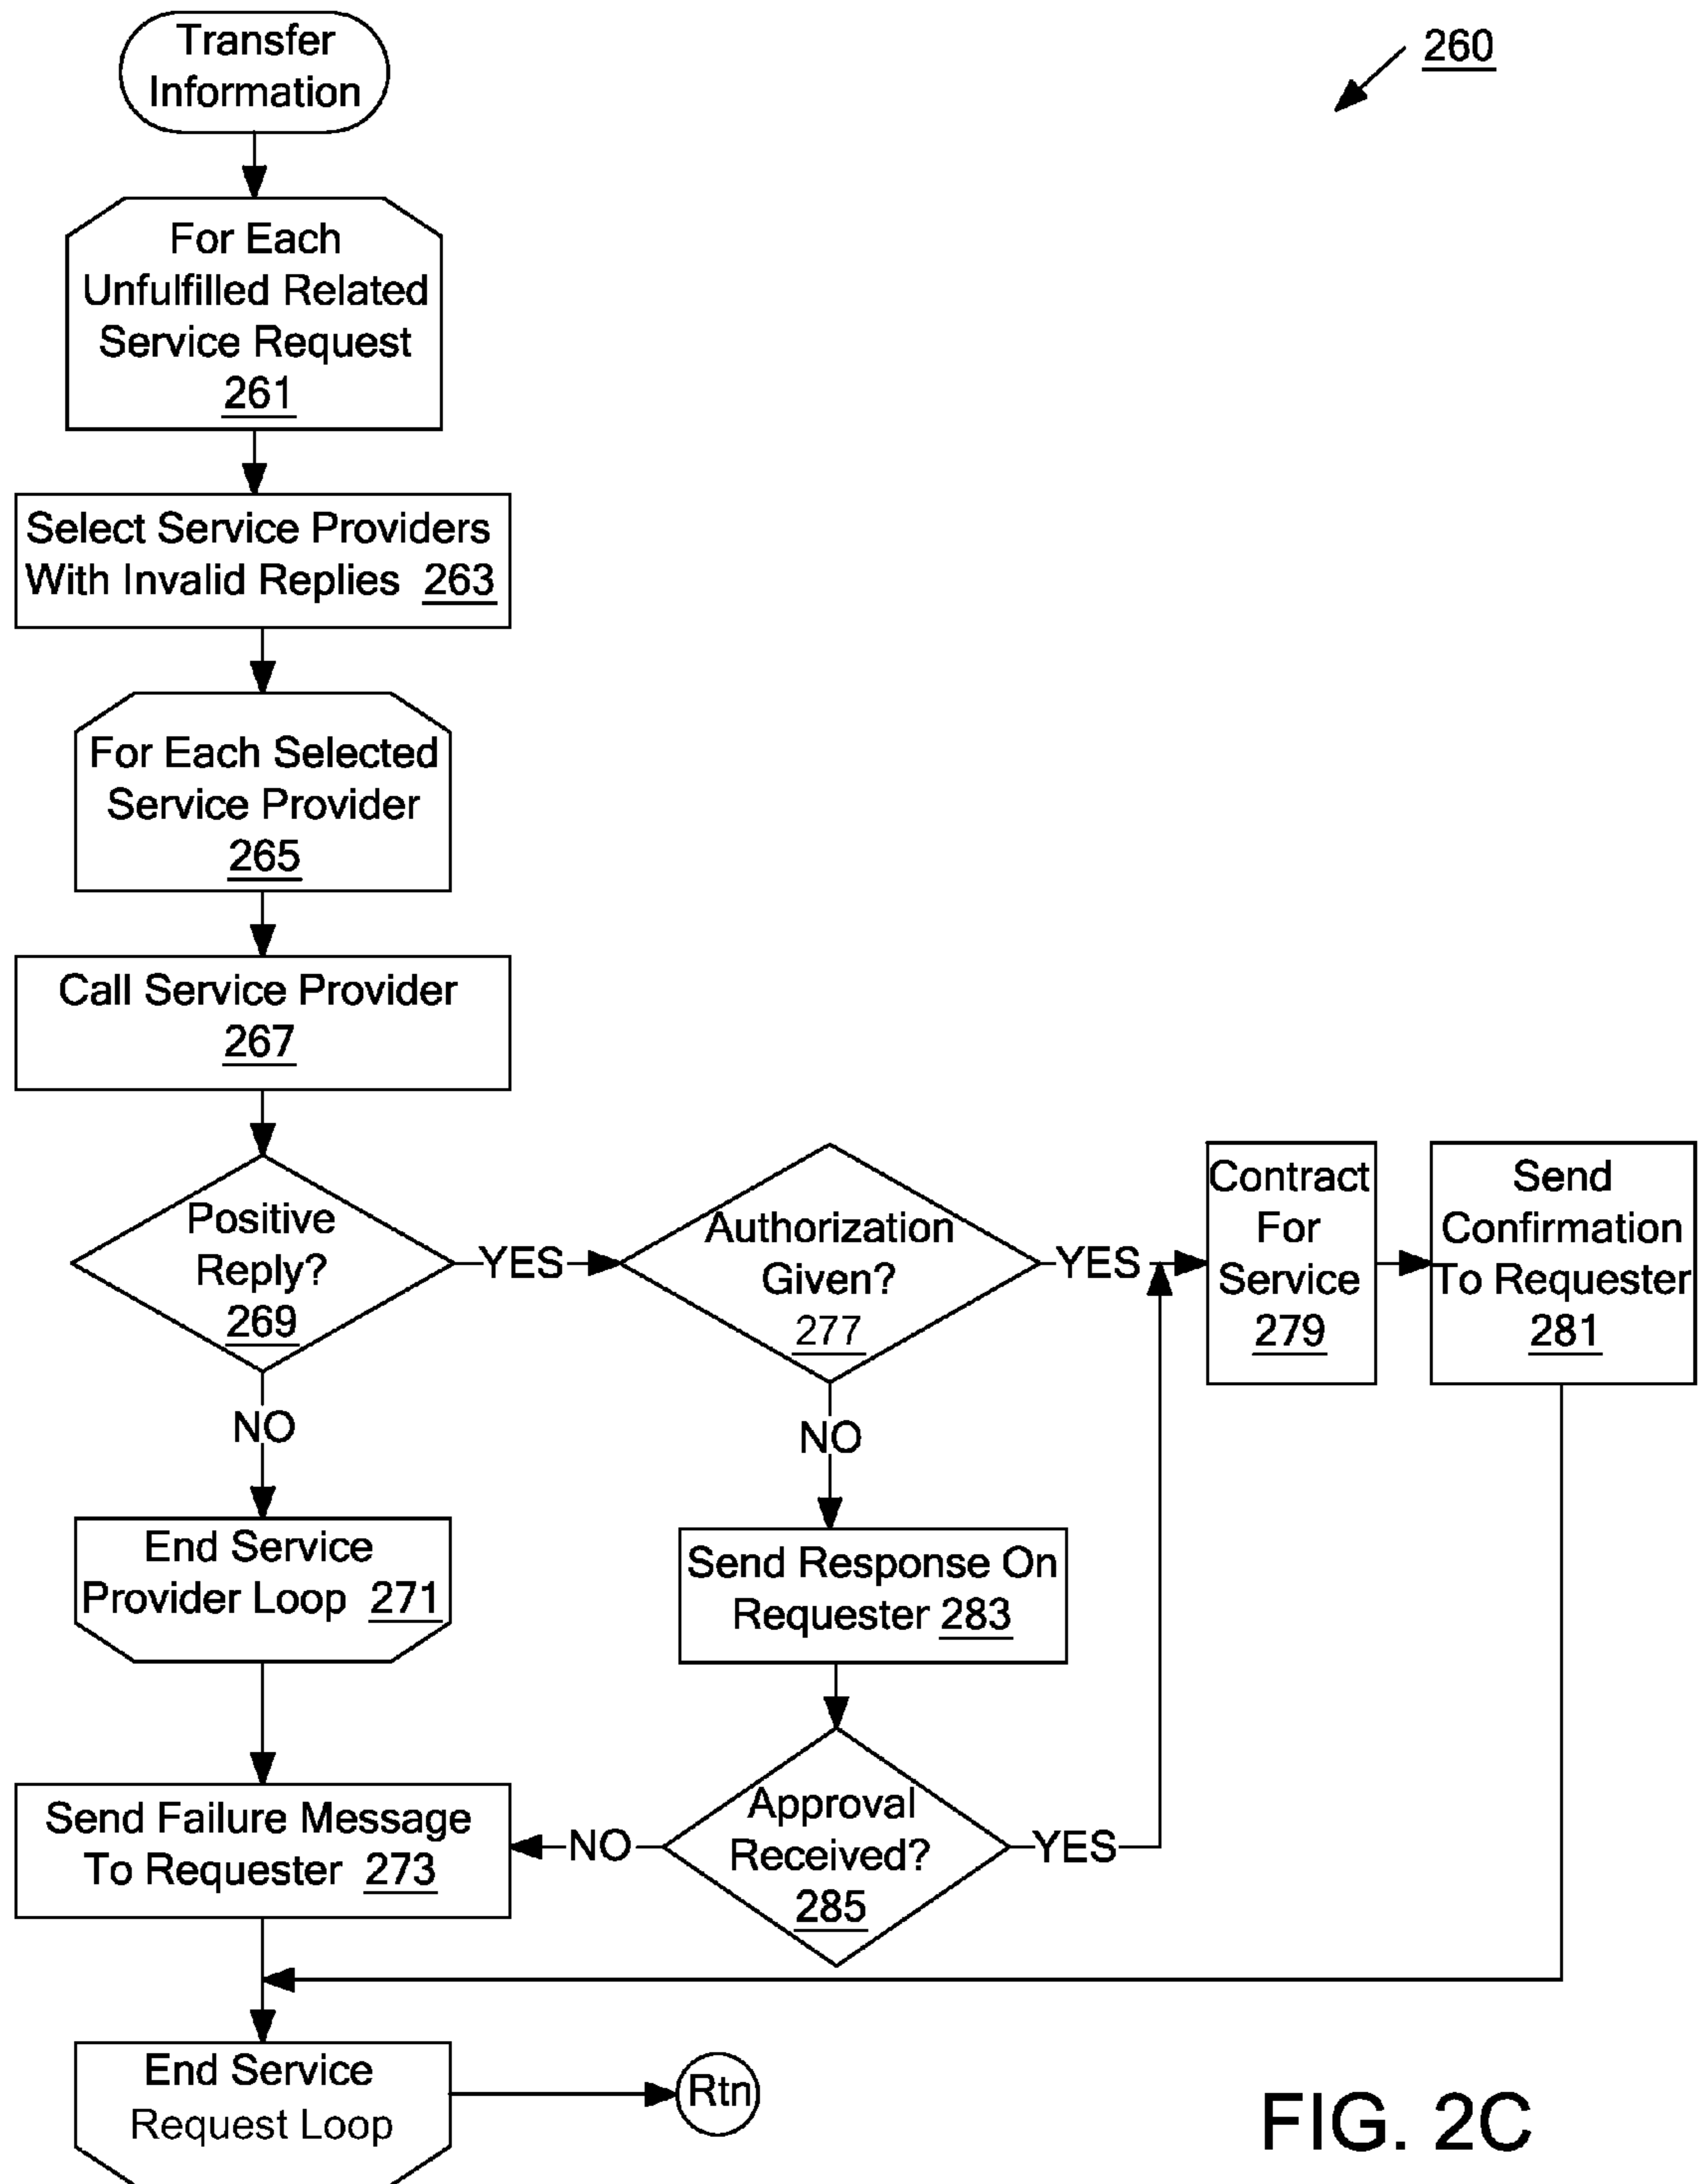 Transfer
Information
260
For Each
Unfulfilled Related
Service Request
261
Select Service Providers
With Invalid Replies 263
For Each Selected
Service Provider
265
Call Service Provider
267
Positive
Reply?
269
YES
Authorization
Given?
277
YES
Contract
For
Service
279
Send
Confirmation
To Requester
281
NO
NO
End Service
Provider Loop 271
Send Response On
Requester 283
Send Failure Message
To Requester 273
NO
Approval
Received?
285
YES
End Service
Request Loop
Rtn
FIG. 2C